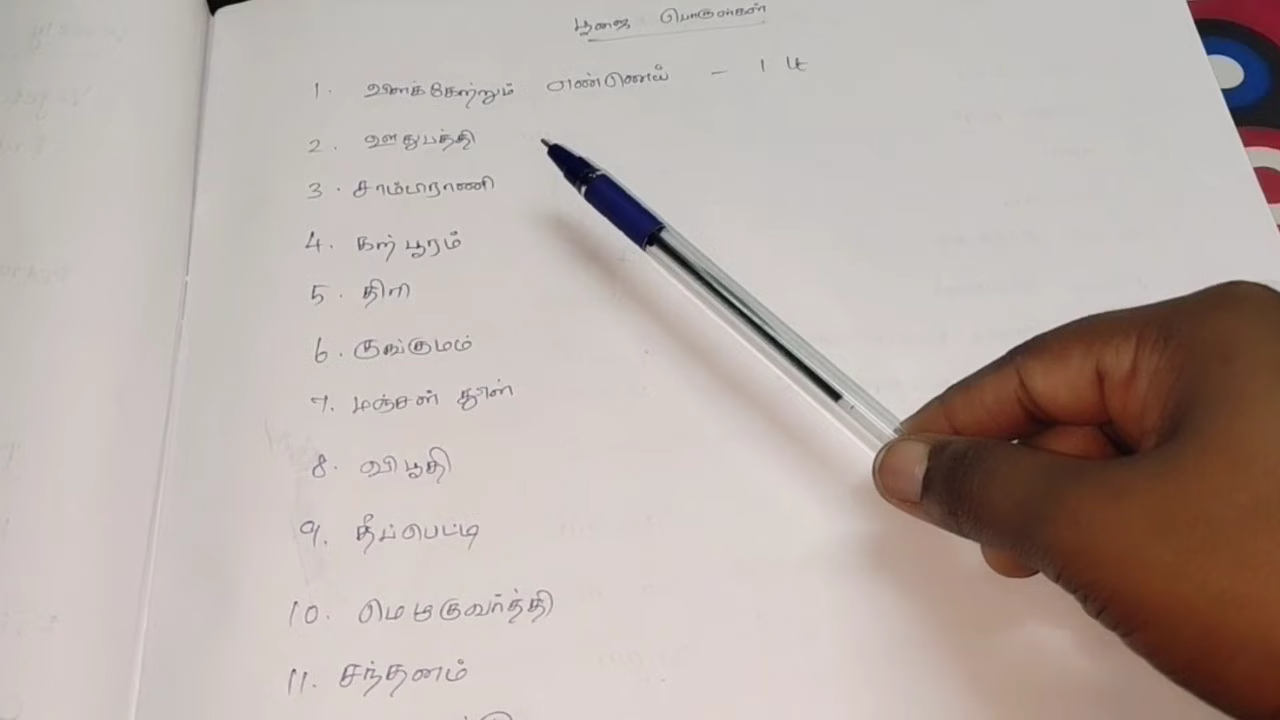 பூஜை பொருள்கள்
1. விளக்கேற்றும் எண்ணெய் - 1 லி
2. ஊதுபத்தி
3. சாம்பிராணி
4. கற்பூரம்
5. திரி
6. குங்குமம்
7. மஞ்சள் தூள்
8. விபூதி
9. தீப்பெட்டி
10. மெழுகுவர்த்தி
11. சந்தனம்